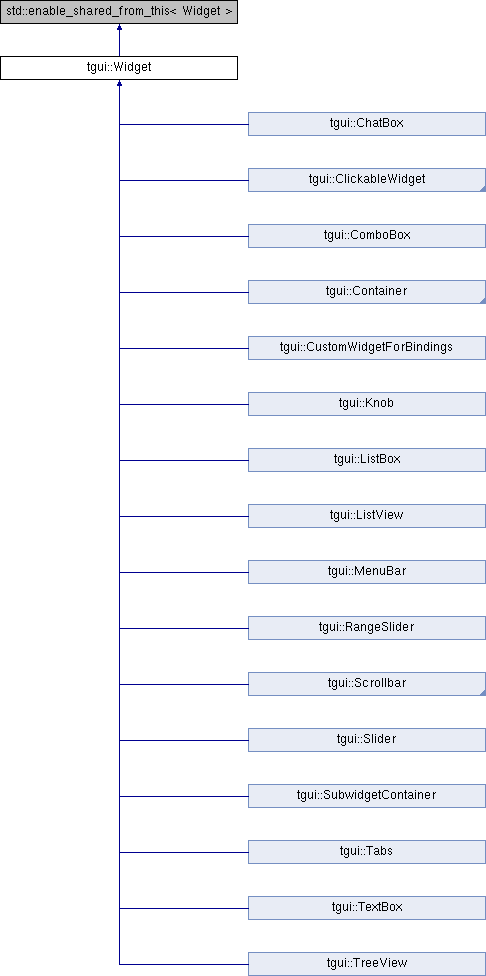 std::enable_shared_from_this< Widget >
tgui::Widget
tgui::ChatBox
tgui::ClickableWidget
tgui::ComboBox
tgui::Container
tgui::CustomWidgetForBindings
tgui::Knob
tgui::ListBox
tgui::ListView
tgui::MenuBar
tgui::RangeSlider
tgui::Scrollbar
tgui::Slider
tgui::SubwidgetContainer
tgui::Tabs
tgui::TextBox
tgui::TreeView